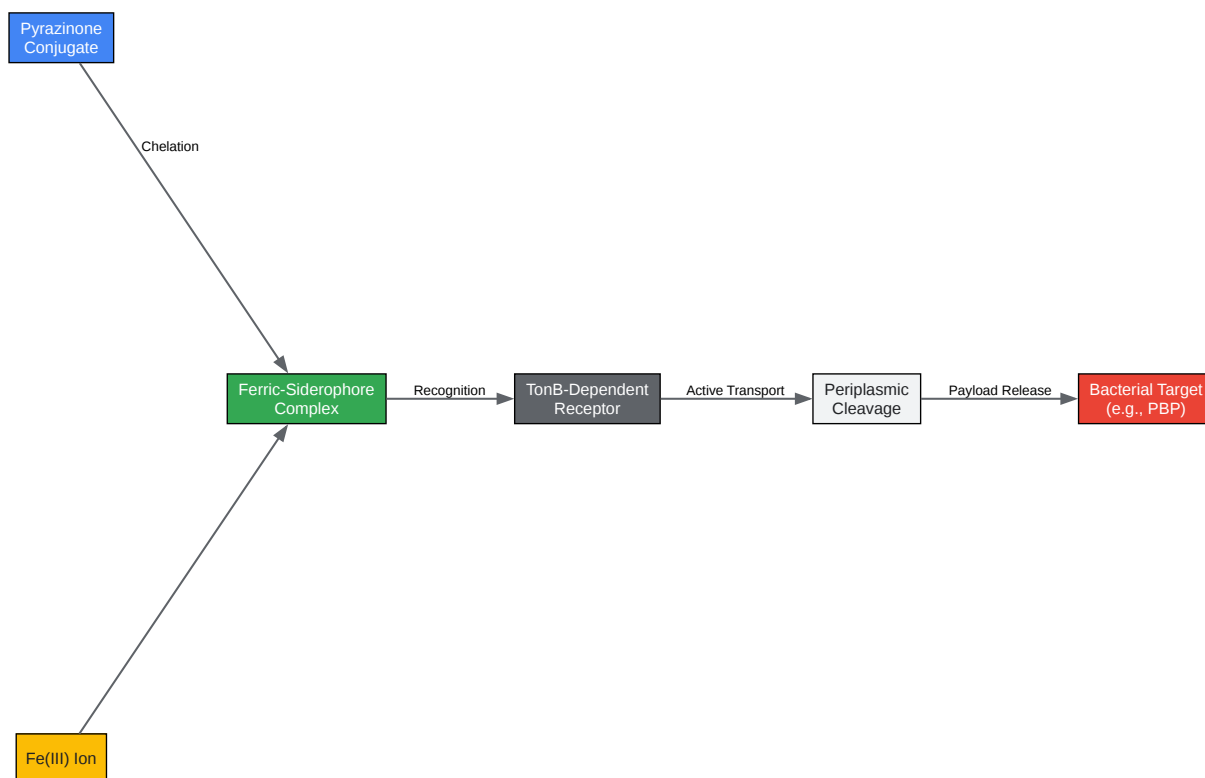 Pyrazinone
Conjugate
Chelation
Ferric-Siderophore
Complex
Recognition
TonB-Dependent
Receptor
Active Transport
Periplasmic
Cleavage
Payload Release
Bacterial Target
(e.g., PBP)
Fe(III) Ion